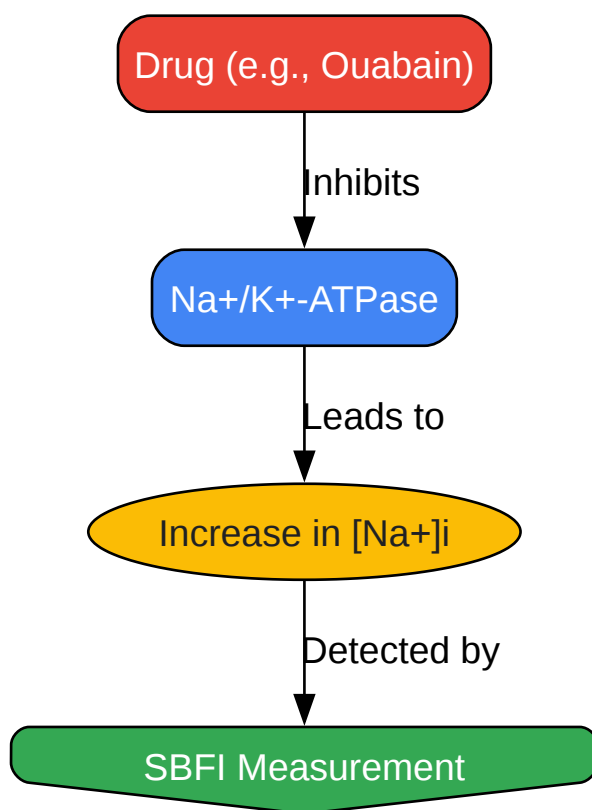 Drug (e.g., Ouabain)
Inhibits
Na+/K+-ATPase
Leads to
Increase in [Na+]i
Detected by
SBFI Measurement